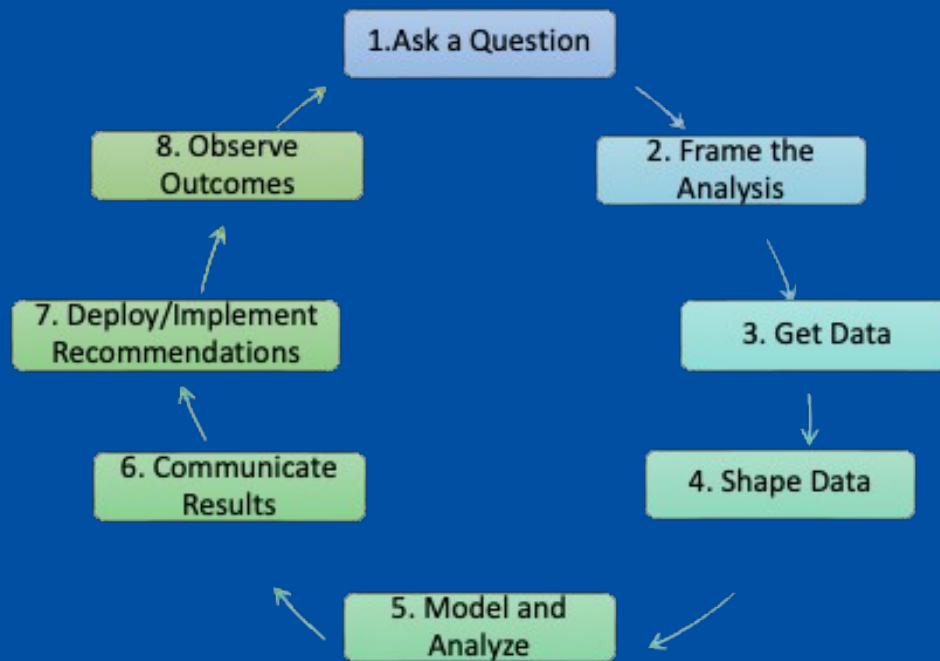 1.Ask a Question
2. Frame the
Analysis
3. Get Data
4. Shape Data
5. Model and
Analyze
6. Communicate
Results
7. Deploy/Implement
Recommendations
8. Observe
Outcomes